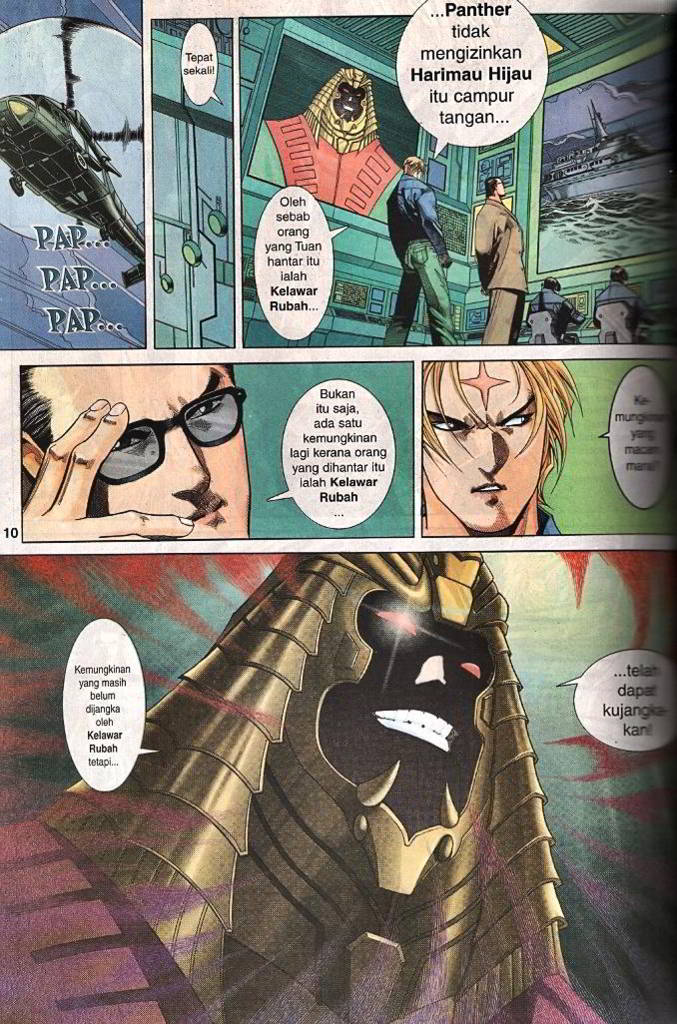 PAP...
PAP...
PAP...
Tepat
sekali!
...Panther
tidak
mengizinkan
Harimau Hijau
itu campur
tangan...
Oleh
sebab
orang
yang Tuan
hantar itu
ialah
Kelawar
Rubah...
Bukan
itu saja,
ada satu
kemungkinan
lagi kerana orang
yang dihantar itu
ialah Kelawar
Rubah
...
Ke-
mungkinan
yang
macam
mana?
10
Kemungkinan
yang masih
belum
dijangka
oleh
Kelawar
Rubah
tetapi...
...telah
dapat
kujangka-
kan!